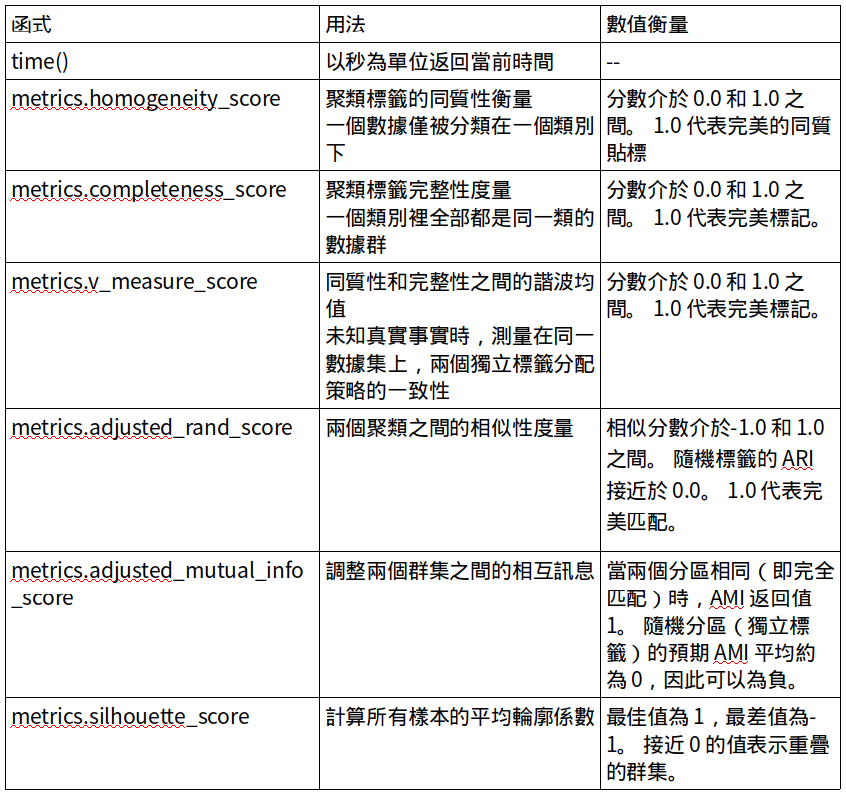 函式
用法
數值衡量
time()
以秒為單位返回當前時間
--
metrics.homogeneity_score
聚類標籤的同質性衡量
一個數據僅被分類在一個類別
下
分數介於 0.0 和 1.0 之
間。 1.0 代表完美的同質
貼標
metrics.completeness_score
聚類標籤完整性度量
一個類別裡全部都是同一類的
數據群
分數介於 0.0 和 1.0 之
間。 1.0 代表完美標記。
metrics.v_measure_score
同質性和完整性之間的諧波均
值
未知真實事實時，測量在同一
數據集上，兩個獨立標籤分配
策略的一致性
分數介於 0.0 和 1.0 之
間。 1.0 代表完美標記。
metrics.adjusted_rand_score
兩個聚類之間的相似性度量
相似分數介於-1.0 和 1.0
之間。 隨機標籤的 ARI
接近於 0.0。 1.0 代表完
美匹配。
metrics.adjusted_mutual_info
_score
調整兩個群集之間的相互訊息
當兩個分區相同（即完全
匹配）時，AMI 返回值
1。 隨機分區（獨立標
籤）的預期 AMI 平均約
為 0，因此可以為負。
metrics.silhouette_score
計算所有樣本的平均輪廓係數
最佳值為 1，最差值為-
1。 接近 0 的值表示重疊
的群集。